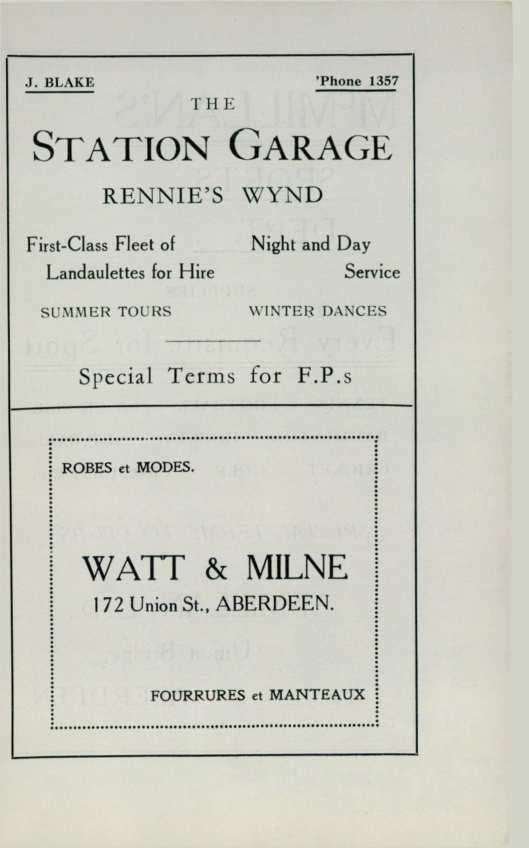 J. BLAKE 'Phone 1357
THE
STATION GARAGE
RENNIE'S WYND
First-Class Fleet of Night and Day
Landaulettes for Hire Service
SUMMER TOURS WINTER DANCES
Special Terms for F.P.s
ROBES et MODES.
WATT & MILNE
172 Union St., ABERDEEN.
FOURRURES et MANTEAUX